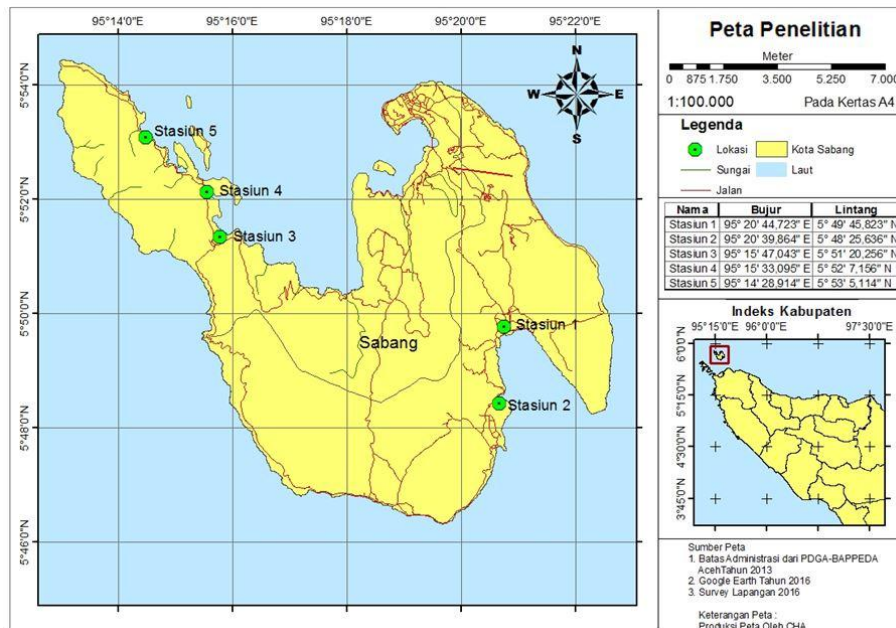 95°14'0"E 95°16'0"E 95°18'0"E 95°20'0"E 95°22'0"E
5°54'0"N
5°52'0"N
5°50'0"N
5°48'0"N
5°46'0"N
N
W E
S
Stasiun 5
Stasiun 4
Stasiun 3
Stasiun 1
Sabang
Stasiun 2
Peta Penelitian
Meter
0 875 1.750 3.500 5.250 7.000
1:100.000 Pada Kertas A4
Legenda
Lokasi Kota Sabang
Sungai Laut
Jalan
Nama Bujur Lintang
Stasiun 1 95° 20' 44,723" E 5° 49' 45,823" N
Stasiun 2 95° 20' 39,864" E 5° 48' 25,636" N
Stasiun 3 95° 15' 47,043" E 5° 51' 20,256" N
Stasiun 4 95° 15' 33,095" E 5° 52' 7,156" N
Stasiun 5 95° 14' 28,914" E 5° 53' 5,114" N
Indeks Kabupaten
95°15'0"E 96°0'0"E 97°30'0"E
6°0'0"N
5°15'0"N
4°30'0"N
3°45'0"N
Sumber Peta
1. Batas Administrasi dari PDGA-BAPPEDA
AcehTahun 2013
2. Google Earth Tahun 2016
3. Survey Lapangan 2016
Keterangan Peta :
Produksi Peta Oleh CHA